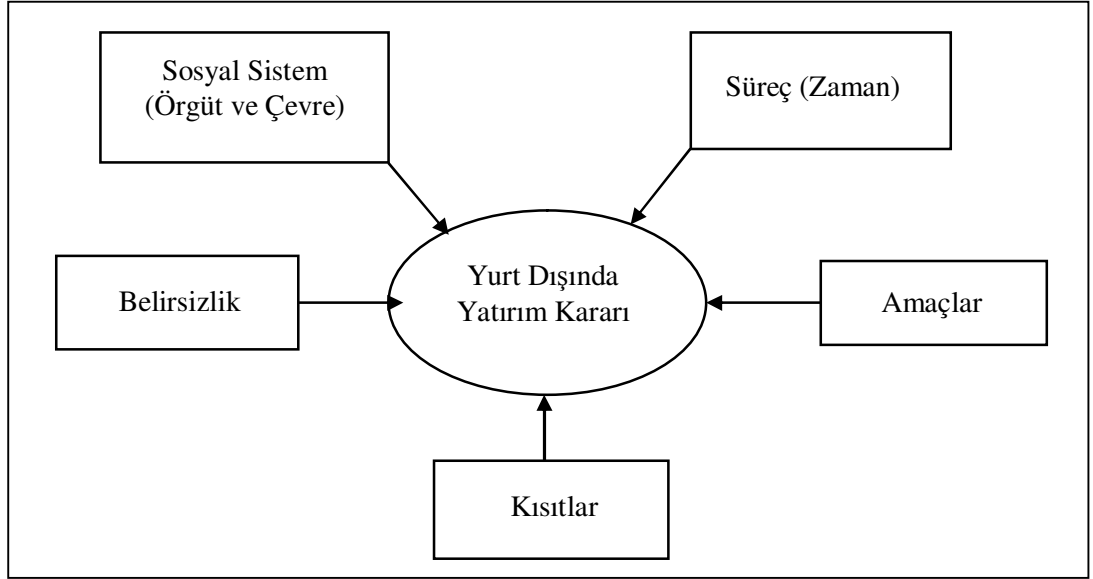 Sosyal Sistem
(Örgüt ve Çevre)
Süreç (Zaman)
Belirsizlik
Yurt Dışında
Yatırım Kararı
Amaçlar
Kısıtlar